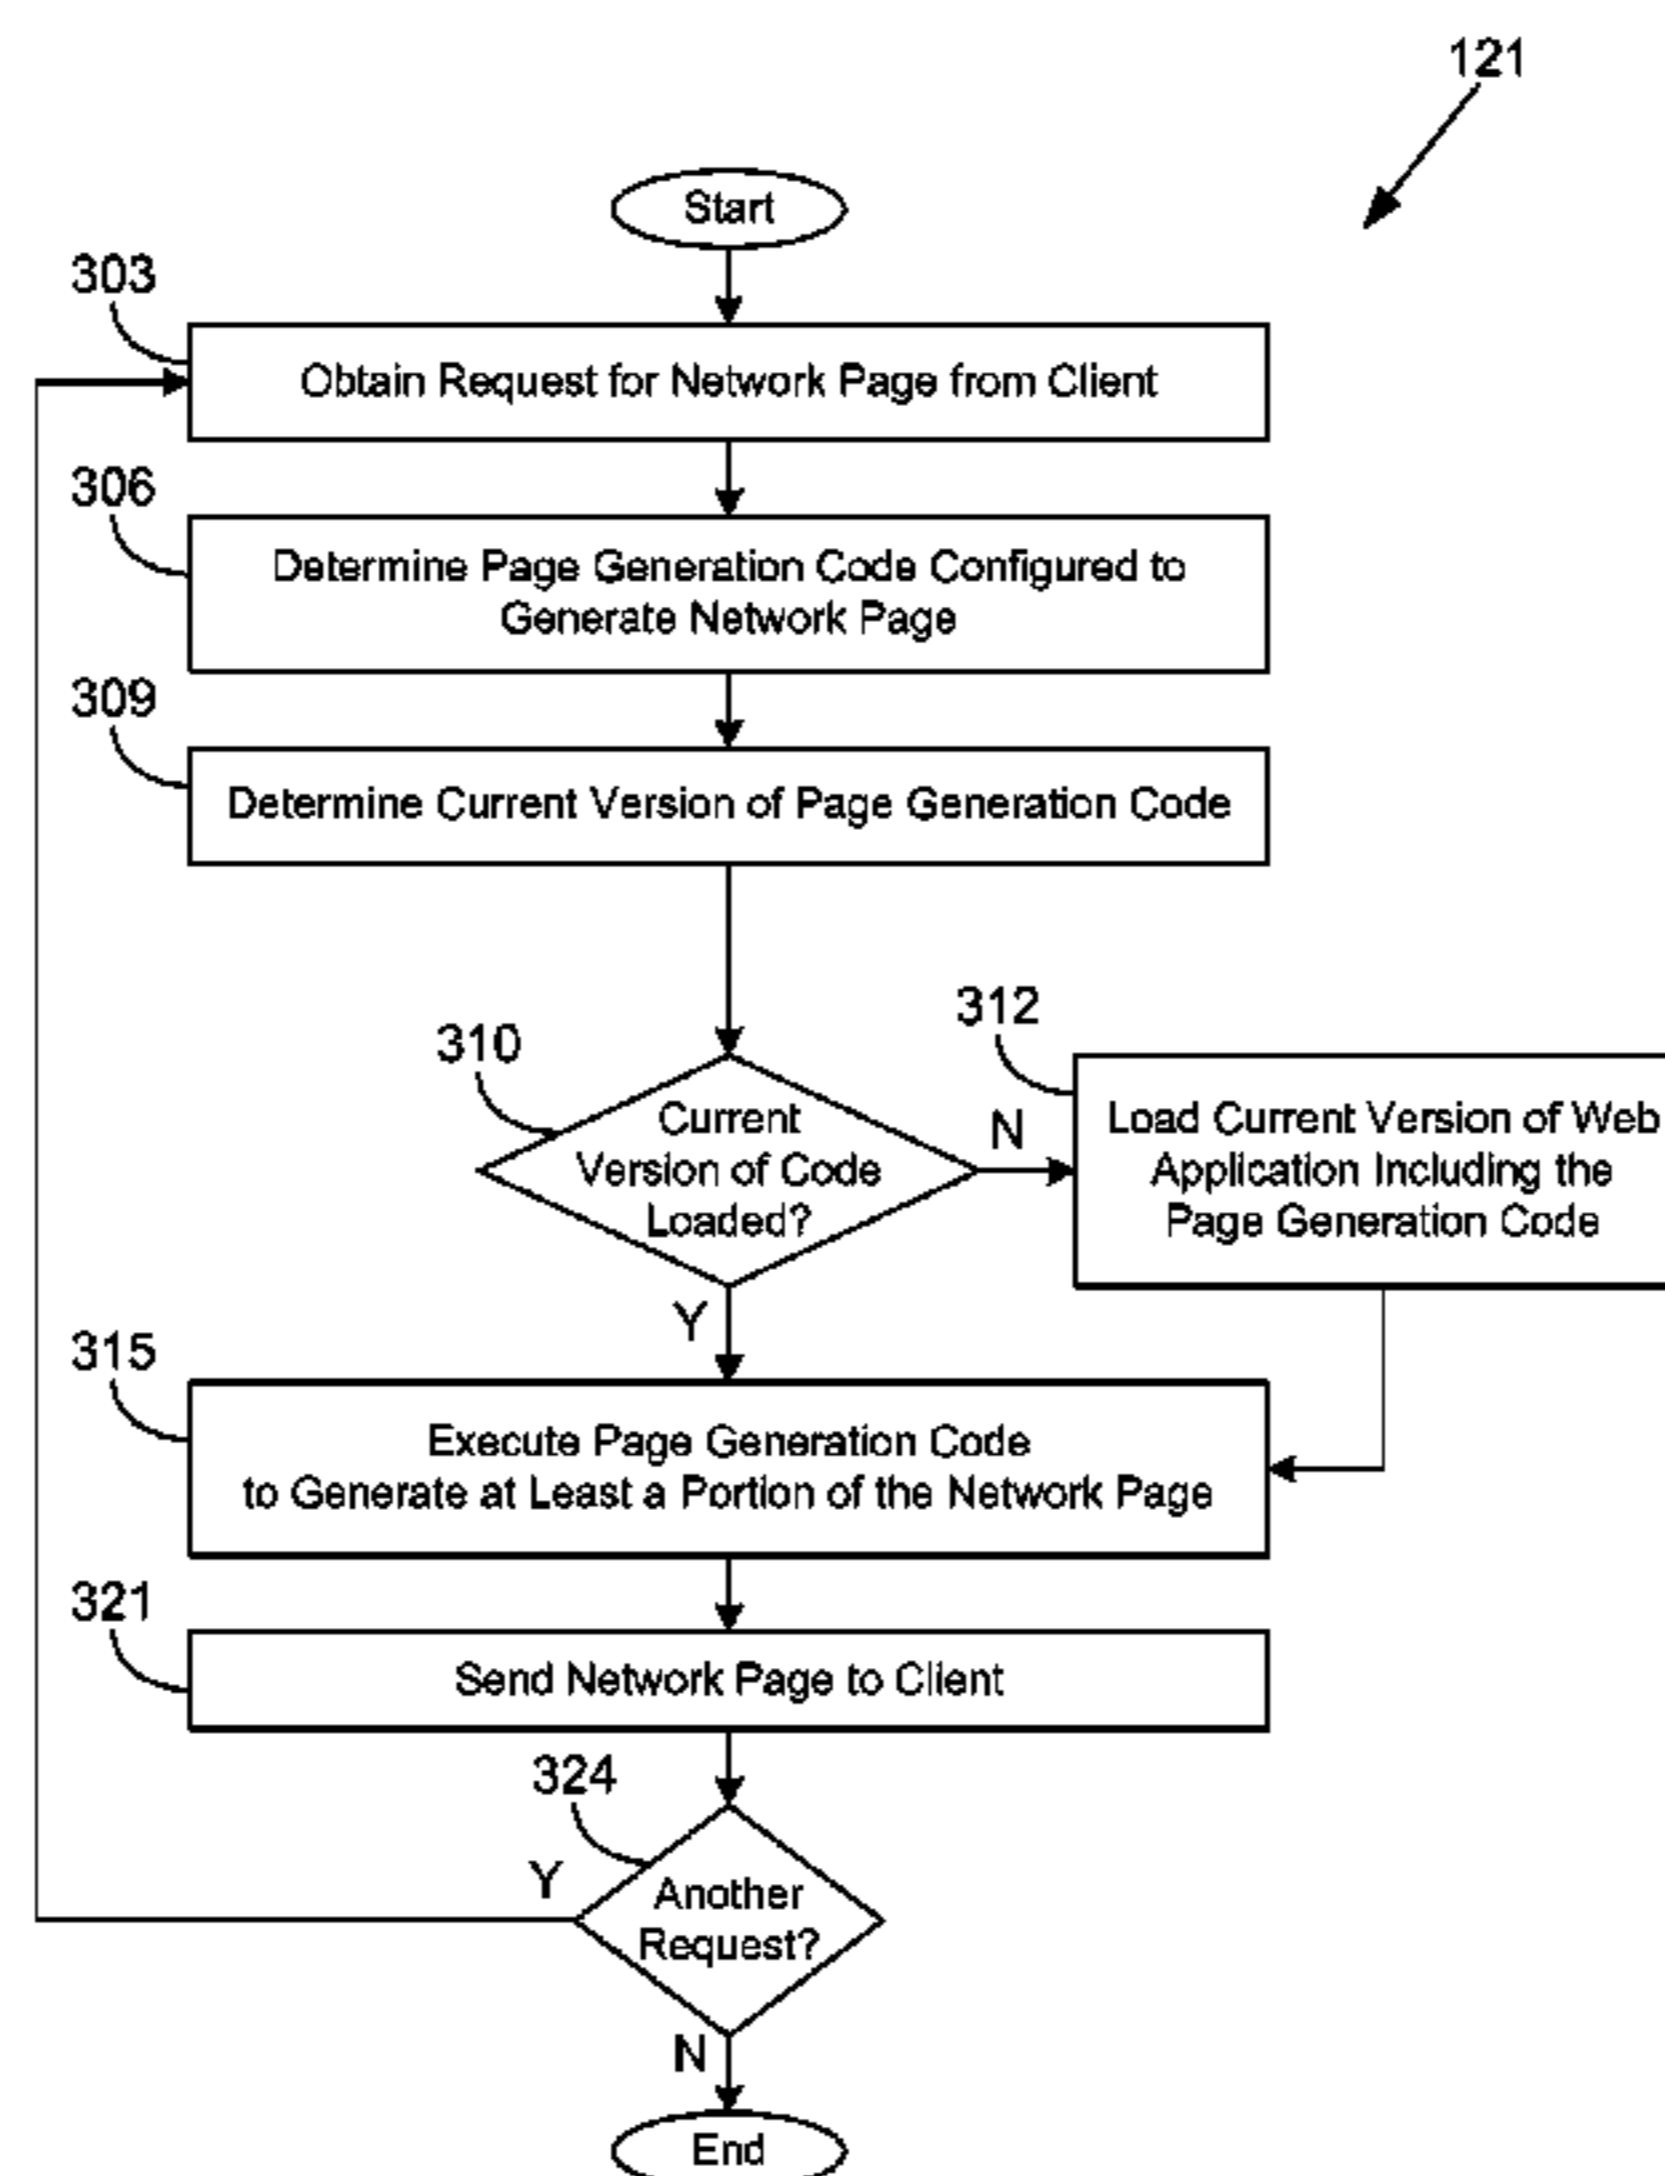 121
Start
303
Obtain Request for Network Page from Client
306
Determine Page Generation Code Configured to
Generate Network Page
309
Determine Current Version of Page Generation Code
310
Current
Version of Code
Loaded?
N
312
Load Current Version of Web
Application Including the
Page Generation Code
Y
315
Execute Page Generation Code
to Generate at Least a Portion of the Network Page
321
Send Network Page to Client
324
Y
Another
Request?
N
End